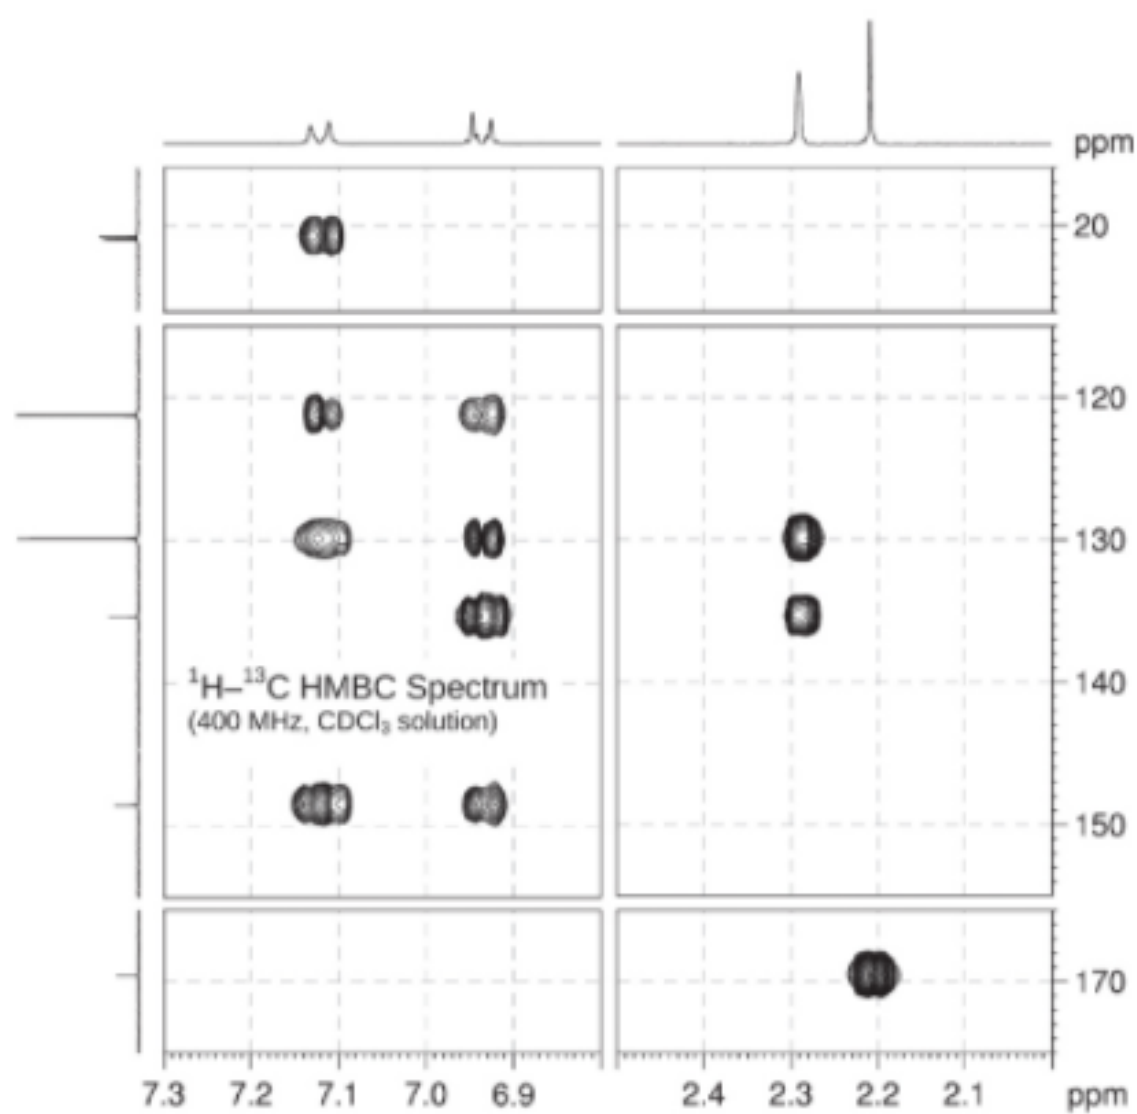 ppm
20
120
130
¹H–¹³C HMBC Spectrum
140
(400 MHz, CDCl₃ solution)
150
170
7.3 7.2 7.1 7.0 6.9 2.4 2.3 2.2 2.1 ppm